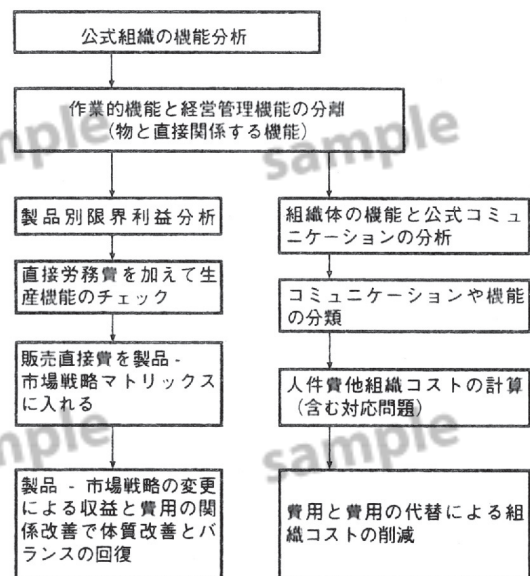 公式組織の機能分析
作業的機能と経営管理機能の分離
(物と直接関係する機能)
製品別限界利益分析
直接労務費を加えて生
産機能のチェック
販売直接費を製品 -
市場戦略マトリックス
に入れる
製品 - 市場戦略の変更
による収益と費用の関
係改善で体質改善とバ
ランスの回復
組織体の機能と公式コミュ
ニケーションの分析
コミュニケーションや機能
の分類
人件費他組織コストの計算
(含む対応問題)
費用と費用の代替による組
織コストの削減
sample
sample
sample
sample